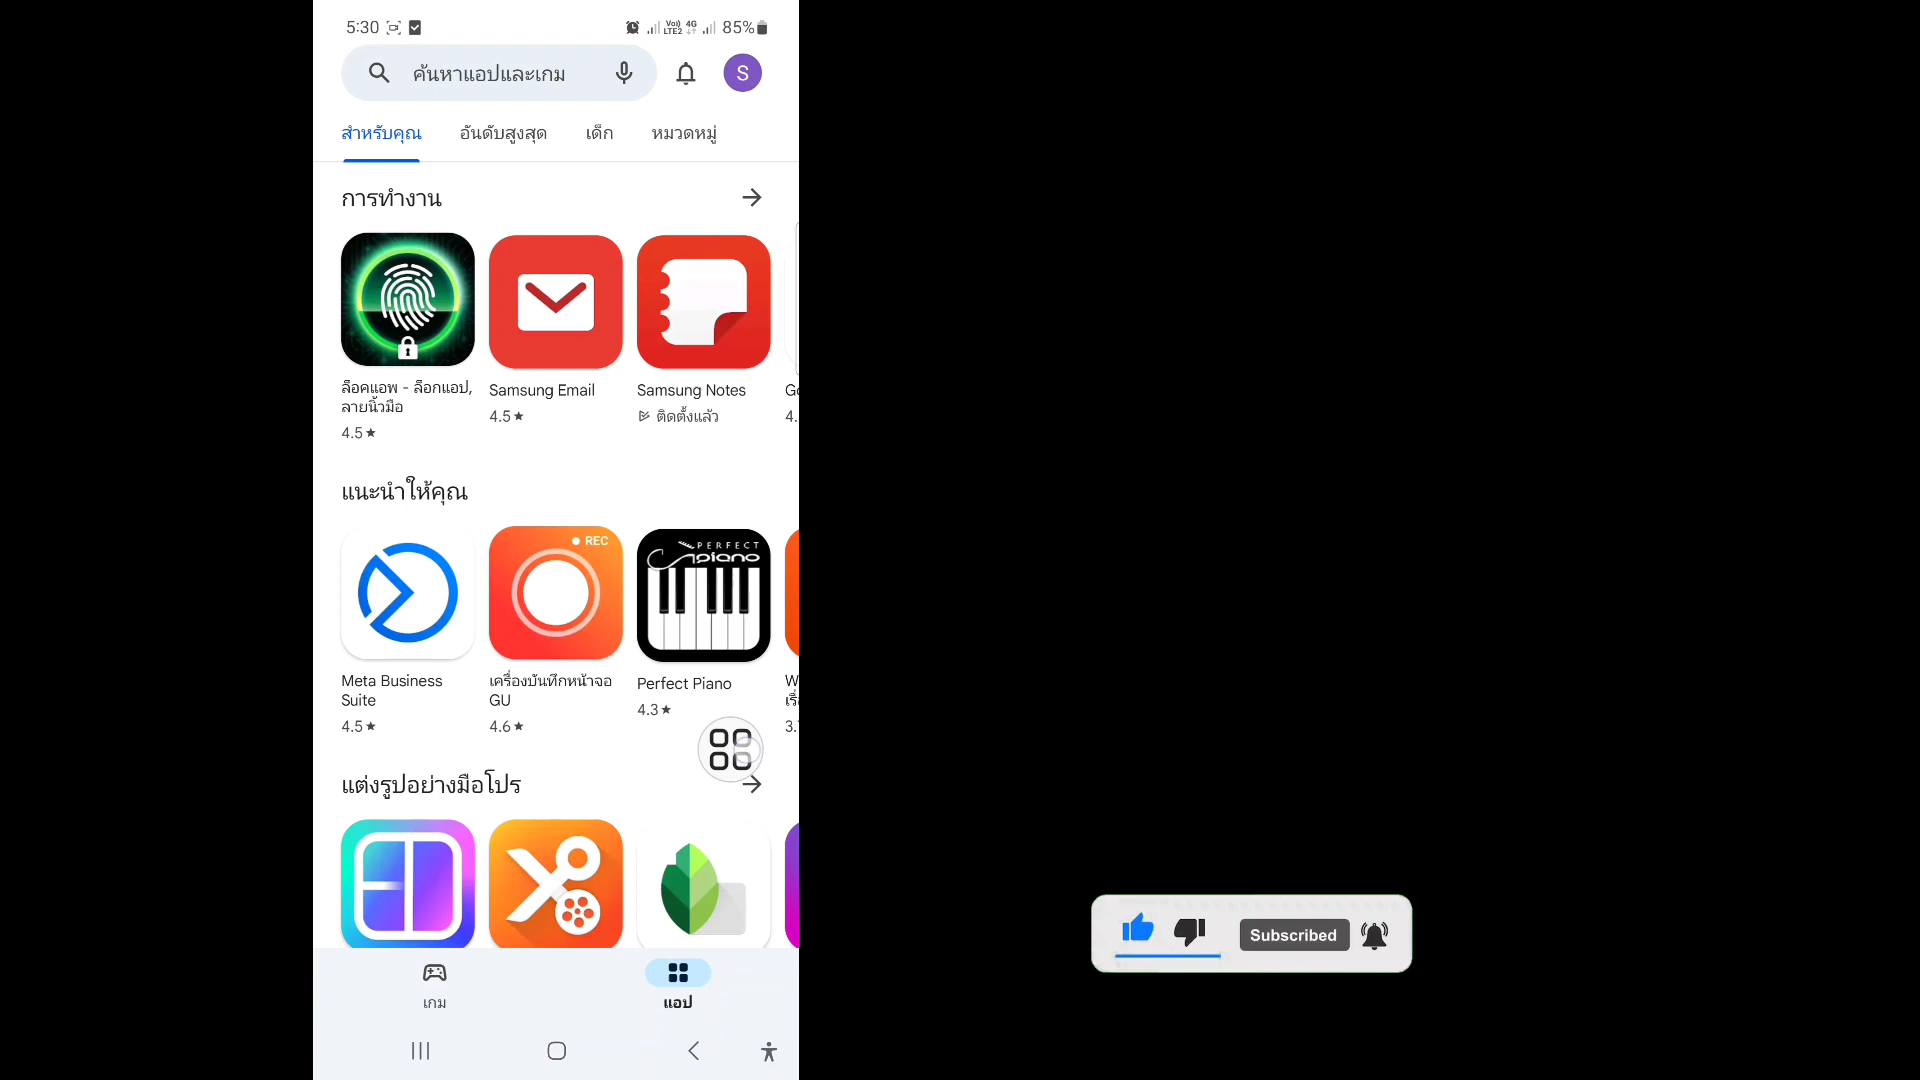 5:30
Vo)) LTE2 4G 85%
ค้นหาแอปและเกม
S
สำหรับคุณ อันดับสูงสุด เด็ก หมวดหมู่
การทำงาน
ล็อคแอพ - ล็อกแอป,
ลายนิ้วมือ
4.5★
Samsung Email
4.5★
Samsung Notes
ติดตั้งแล้ว
4.
แนะนำให้คุณ
REC
PERFECT
piano
Meta Business
Suite
4.5★
เครื่องบันทึกหน้าจอ
GU
4.6★
Perfect Piano
4.3★
W
เรื่
3.
แต่งรูปอย่างมือโปร
เกม
แอป
Subscribed